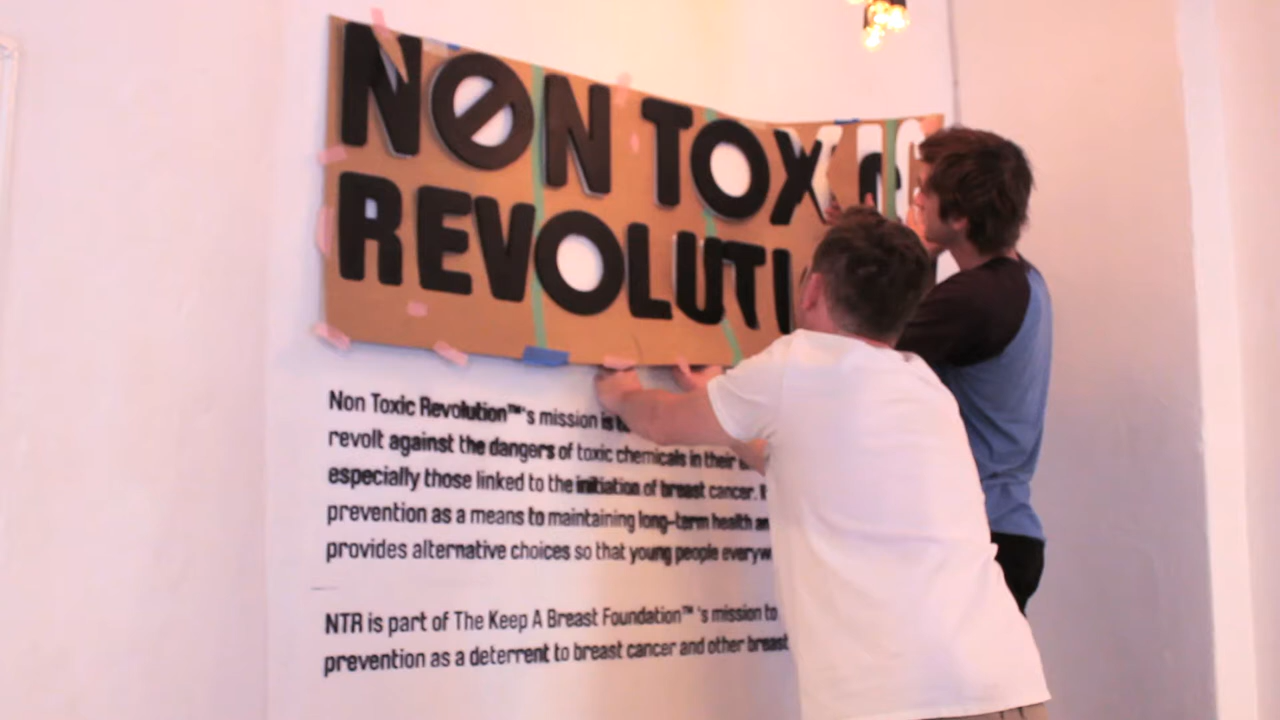 NON TOXIC
REVOLUTI
Non Toxic Revolution™'s mission is
revolt against the dangers of toxic chemicals in their
especially those linked to the initiation of breast cancer.
prevention as a means to maintaining long-term health
provides alternative choices so that young people
NTR is part of The Keep A Breast Foundation™ 's mission to
prevention as a deterrent to breast cancer and other breast